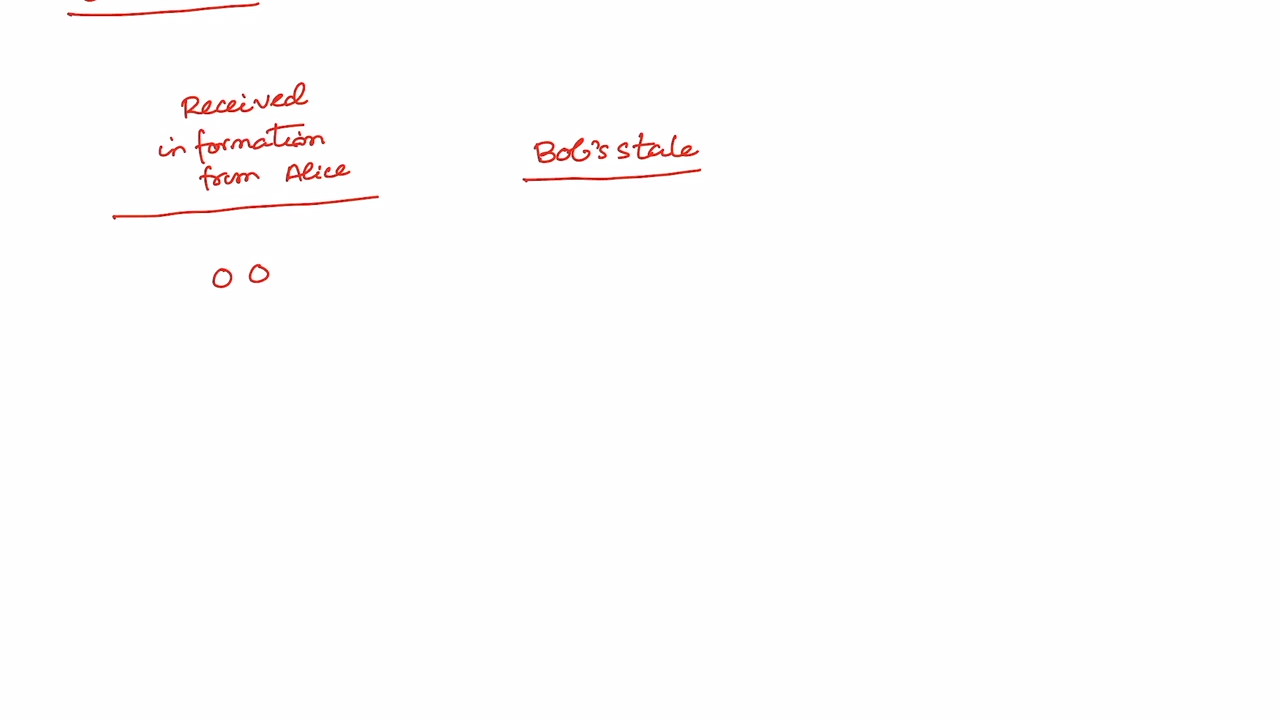 Received
information
from Alice
Bob's state
0 0